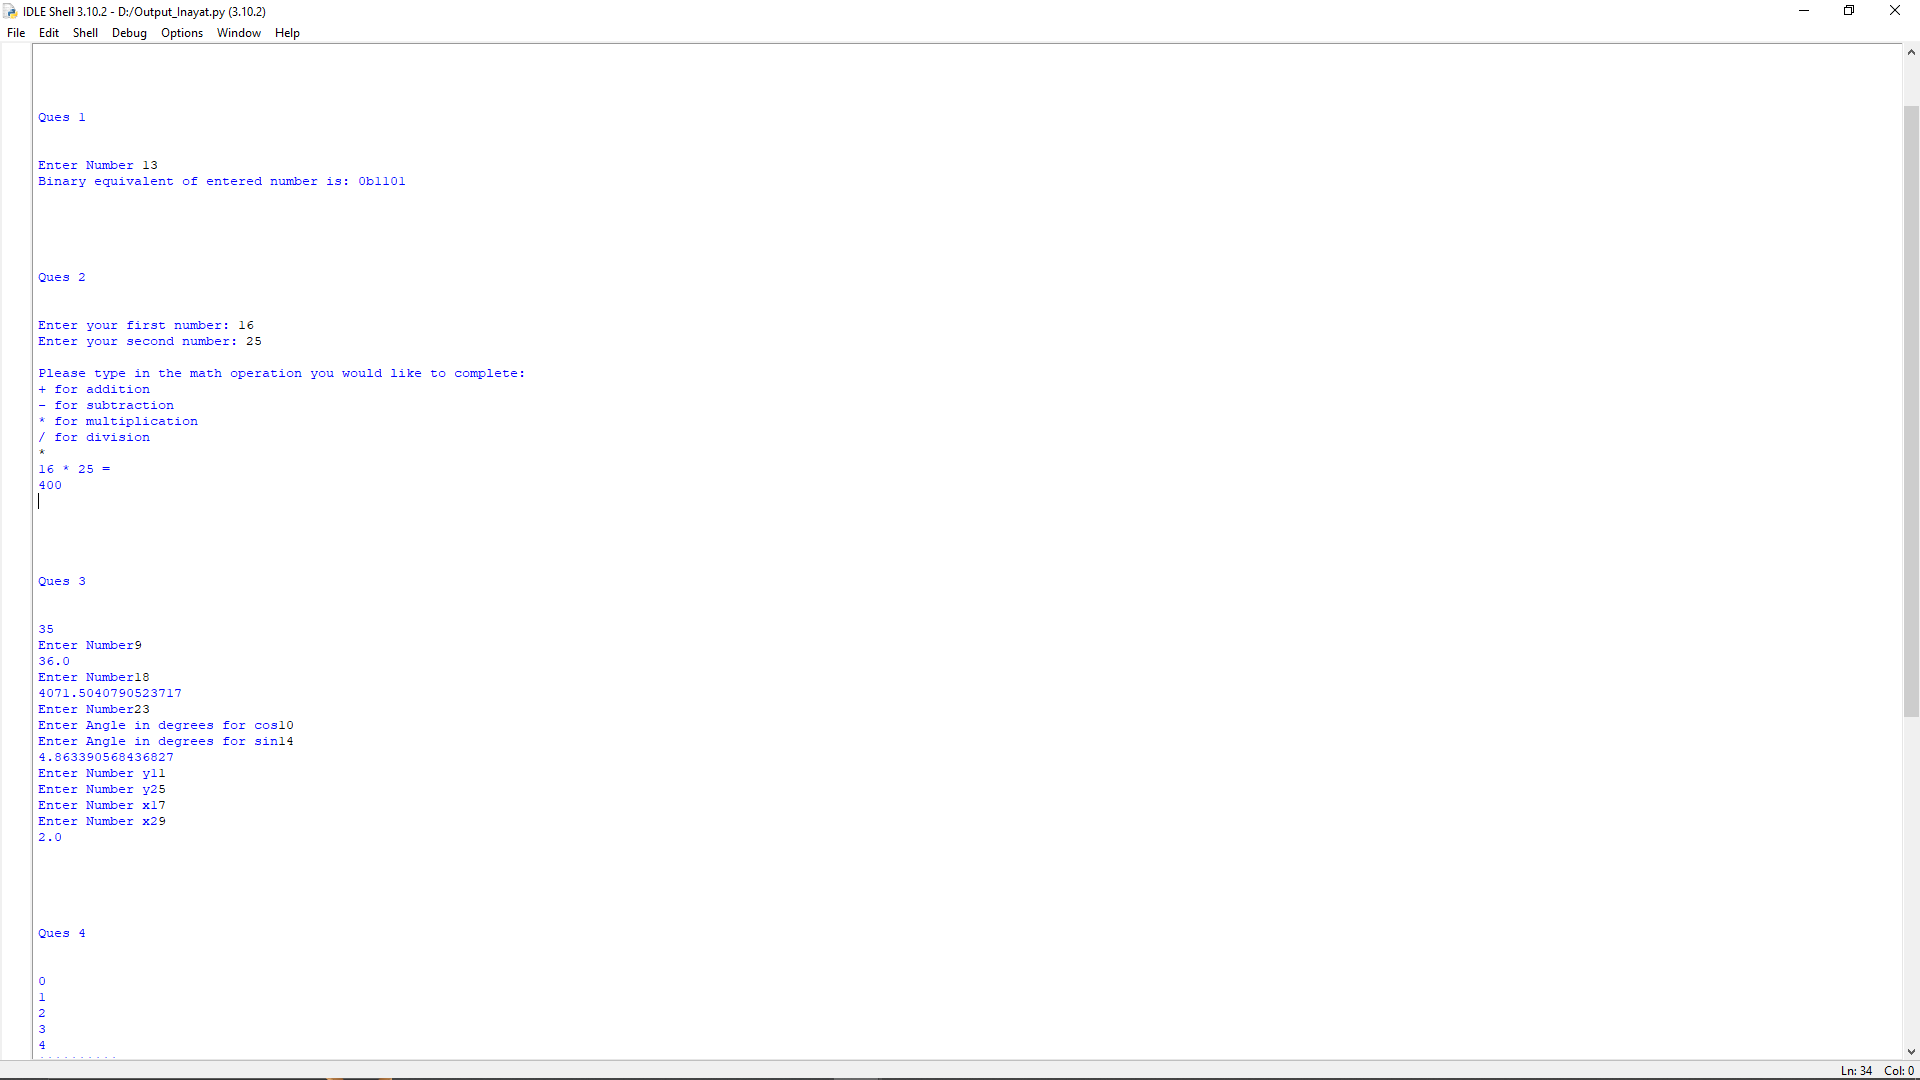 IDLE Shell 3.10.2 - D:/Output_Inayat.py (3.10.2)
File Edit Shell Debug Options Window Help
Ques 1
Enter Number 13
Binary equivalent of entered number is: 0b1101
Ques 2
Enter your first number: 16
Enter your second number: 25
Please type in the math operation you would like to complete:
+ for addition
- for subtraction
* for multiplication
/ for division
*
16 * 25 =
400
Ques 3
35
Enter Number9
36.0
Enter Number18
4071.5040790523717
Enter Number23
Enter Angle in degrees for cos10
Enter Angle in degrees for sin14
4.863390568436827
Enter Number y11
Enter Number y25
Enter Number x17
Enter Number x29
2.0
Ques 4
0
1
2
3
4
Ln: 34 Col: 0